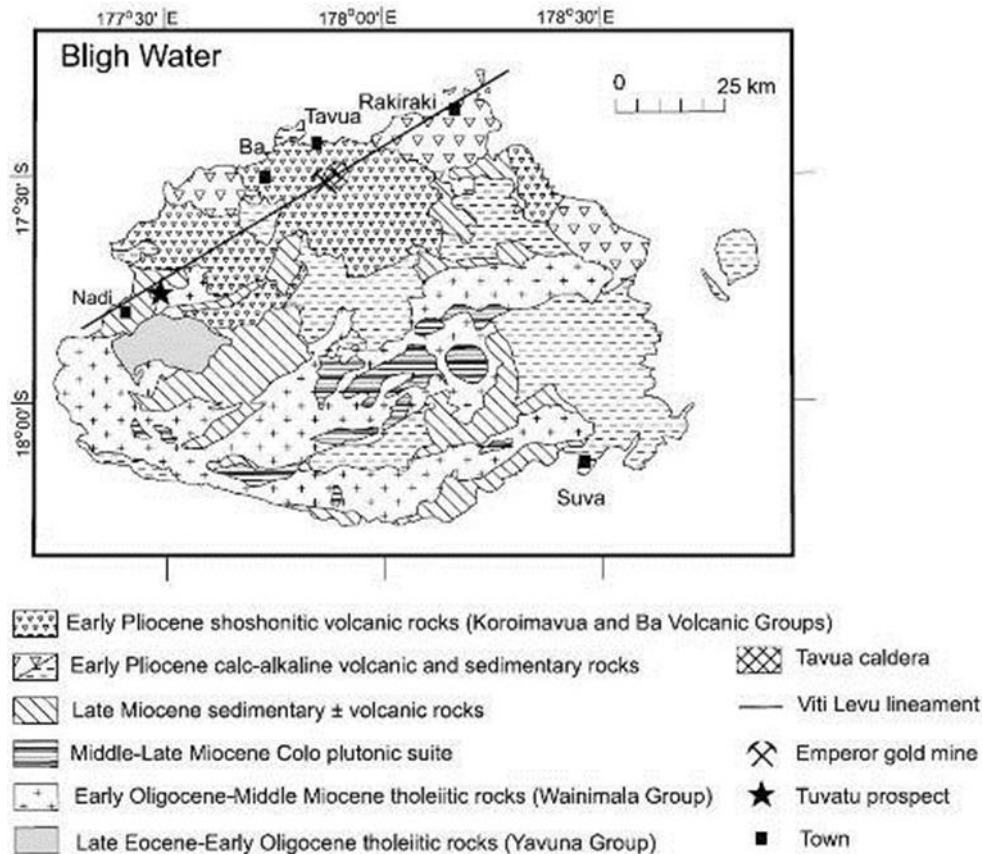 177°30' E 178°00' E 178°30' E
Bligh Water
0 25 km
Rakiraki
Tavua
Ba
17°30' S
Nadi
18°00' S
Suva
Early Pliocene shoshonitic volcanic rocks (Koroimavua and Ba Volcanic Groups)
Early Pliocene calc-alkaline volcanic and sedimentary rocks
Tavua caldera
Late Miocene sedimentary ± volcanic rocks
Viti Levu lineament
Middle-Late Miocene Colo plutonic suite
Emperor gold mine
Early Oligocene-Middle Miocene tholeiitic rocks (Wainimala Group)
Tuvatu prospect
Late Eocene-Early Oligocene tholeiitic rocks (Yavuna Group)
Town